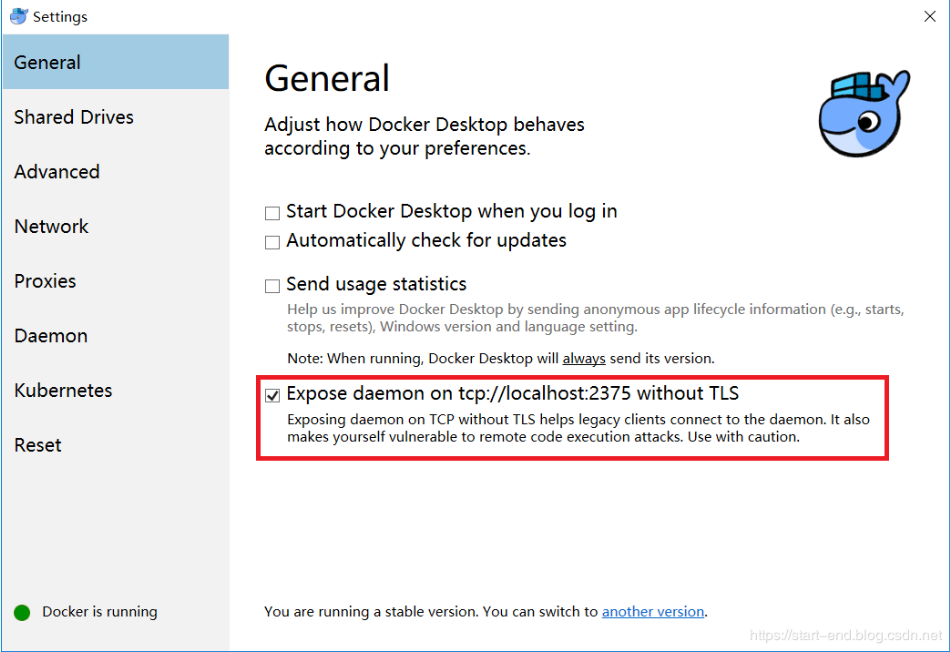 Settings
General
Shared Drives
Advanced
Network
Proxies
Daemon
Kubernetes
Reset
Docker is running
General
Adjust how Docker Desktop behaves
according to your preferences.
Start Docker Desktop when you log in
Automatically check for updates
Send usage statistics
Help us improve Docker Desktop by sending anonymous app lifecycle information (e.g., starts,
stops, resets), Windows version and language setting.
Note: When running, Docker Desktop will always send its version.
Expose daemon on tcp://localhost:2375 without TLS
Exposing daemon on TCP without TLS helps legacy clients connect to the daemon. It also
makes yourself vulnerable to remote code execution attacks. Use with caution.
You are running a stable version. You can switch to another version.
https://start-end.blog.csdn.net